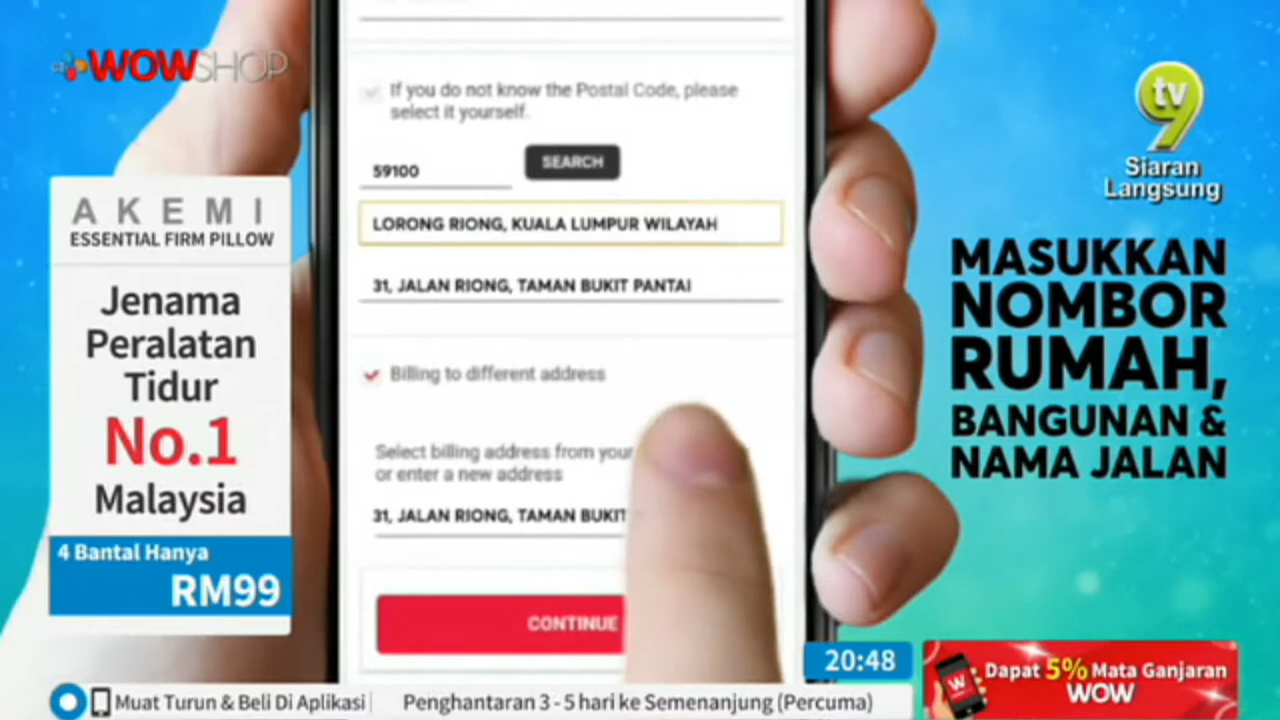 WOWSHOP
If you do not know the Postal Code, please
select it yourself.
59100
SEARCH
LORONG RIONG, KUALA LUMPUR WILAYAH
31, JALAN RIONG, TAMAN BUKIT PANTAI
Billing to different address
Select billing address from your
or enter a new address
31, JALAN RIONG, TAMAN BUKIT
CONTINUE
AKEMI
ESSENTIAL FIRM PILLOW
Jenama
Peralatan
Tidur
No.1
Malaysia
4 Bantal Hanya
RM99
tv9
Siaran
Langsung
MASUKKAN
NOMBOR
RUMAH,
BANGUNAN &
NAMA JALAN
20:48
Dapat 5% Mata Ganjaran
WOW
W
Muat Turun & Beli Di Aplikasi
Penghantaran 3 - 5 hari ke Semenanjung (Percuma)